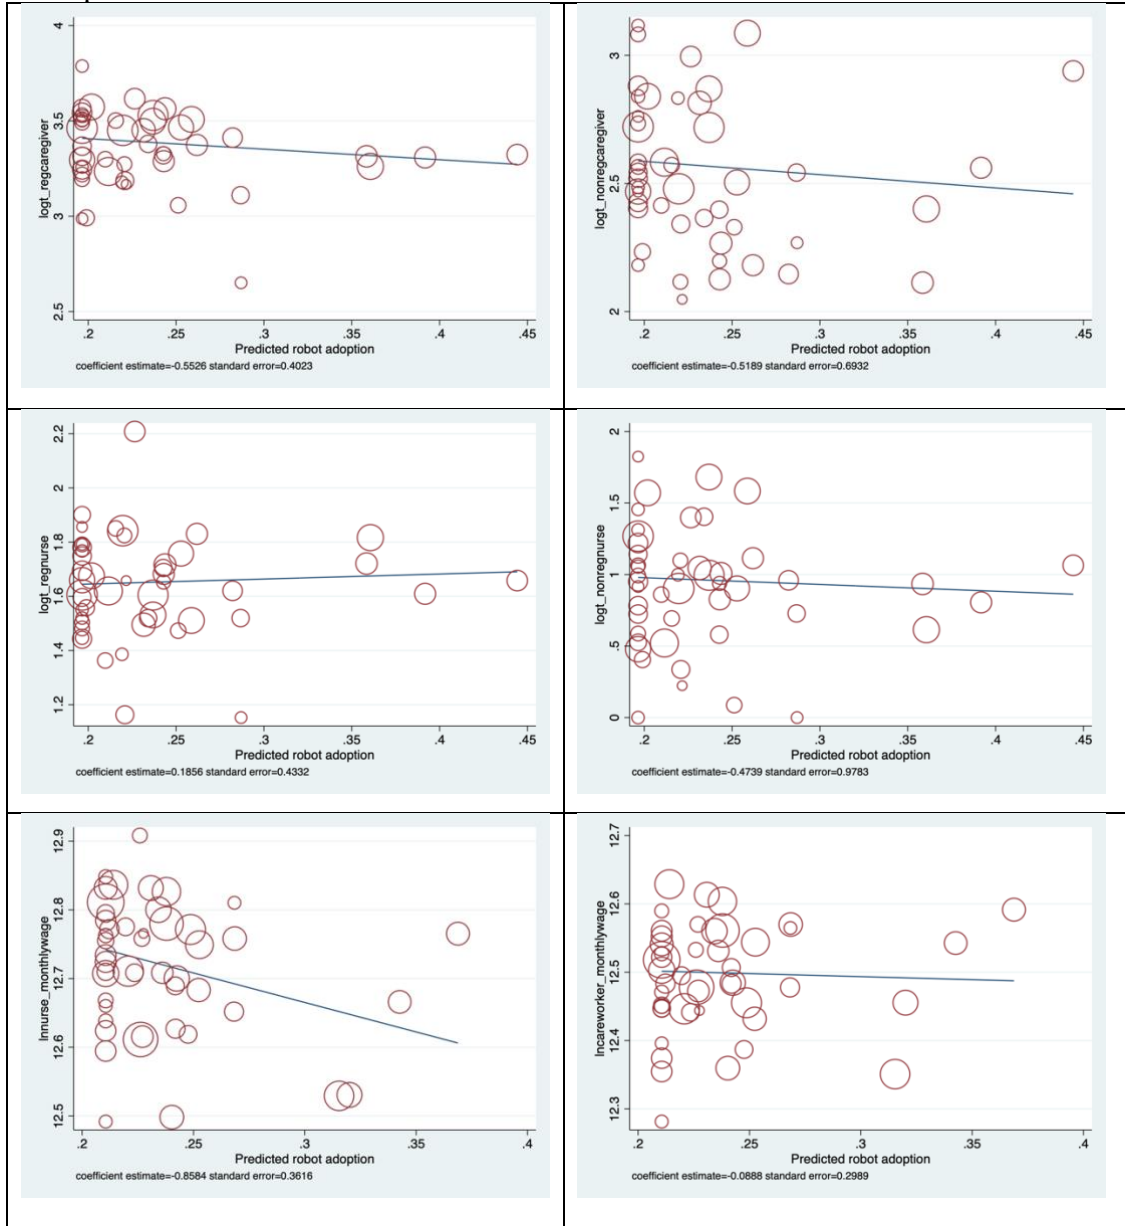 4
3.5
3
2.5
logt_regcaregiver
.2 .25 .3 .35 .4 .45
Predicted robot adoption
coefficient estimate=-0.5526 standard error=0.4023
3
2.5
2
logt_nonregcaregiver
.2 .25 .3 .35 .4 .45
Predicted robot adoption
coefficient estimate=-0.5189 standard error=0.6932
2.2
2
1.8
1.6
1.4
1.2
logt_regnurse
.2 .25 .3 .35 .4 .45
Predicted robot adoption
coefficient estimate=0.1856 standard error=0.4332
2
1.5
1
.5
0
logt_nonregnurse
.2 .25 .3 .35 .4 .45
Predicted robot adoption
coefficient estimate=-0.4739 standard error=0.9783
12.9
12.8
12.7
12.6
12.5
lnnurse_monthlywage
.2 .25 .3 .35 .4
Predicted robot adoption
coefficient estimate=-0.8584 standard error=0.3616
12.7
12.6
12.5
12.4
12.3
lncareworker_monthlywage
.2 .25 .3 .35 .4
Predicted robot adoption
coefficient estimate=-0.0888 standard error=0.2989